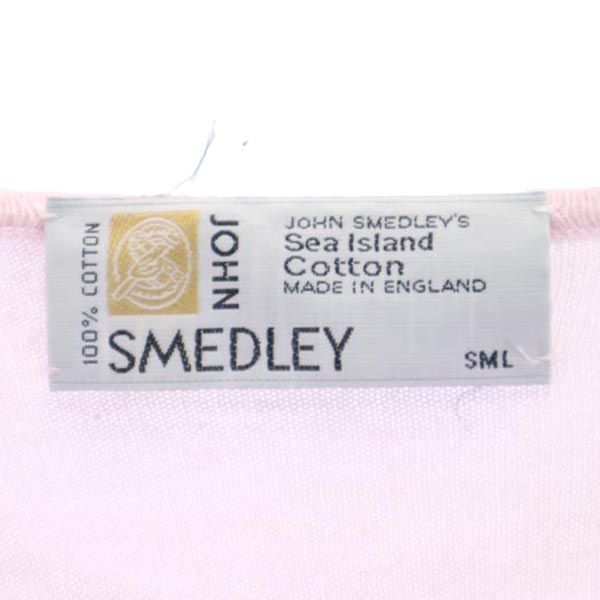 100% COTTON
JOHN
SMEDLEY
JOHN SMEDLEY'S
Sea Island
Cotton
MADE IN ENGLAND
SML